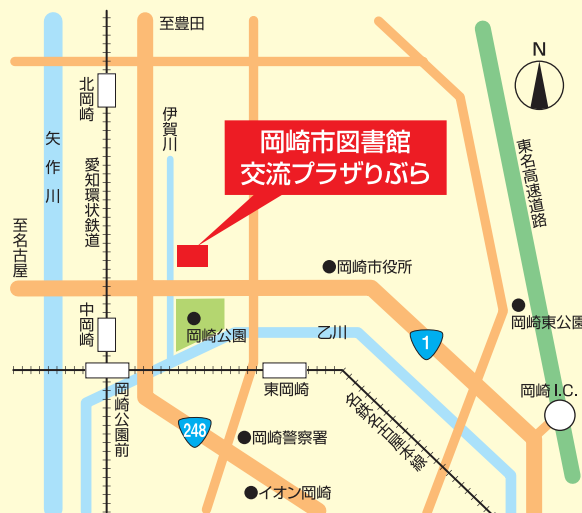 至豊田
N
北岡崎
伊賀川
岡崎市図書館
交流プラザりぶら
矢作川
愛知環状鉄道
東名高速道路
至名古屋
岡崎市役所
中岡崎
岡崎公園
乙川
岡崎東公園
1
岡崎I.C.
岡崎公園前
東岡崎
名鉄名古屋本線
248
岡崎警察署
イオン岡崎